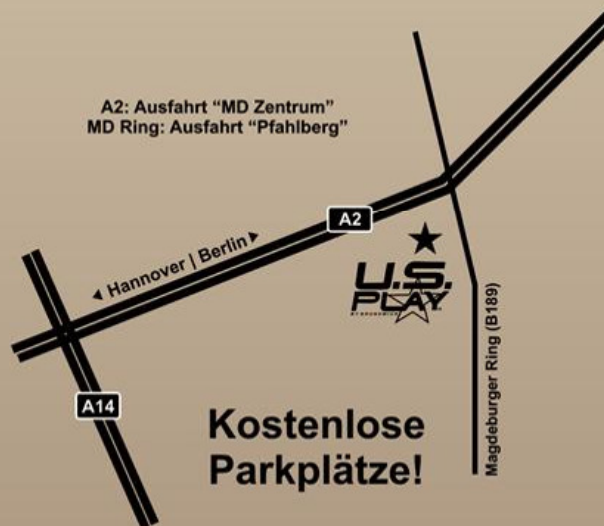 A2: Ausfahrt “MD Zentrum”
MD Ring: Ausfahrt “Pfahlberg”
A2
Hannover | Berlin
U.S.
PLAY
Magdeburger Ring (B189)
A14
Kostenlose
Parkplätze!